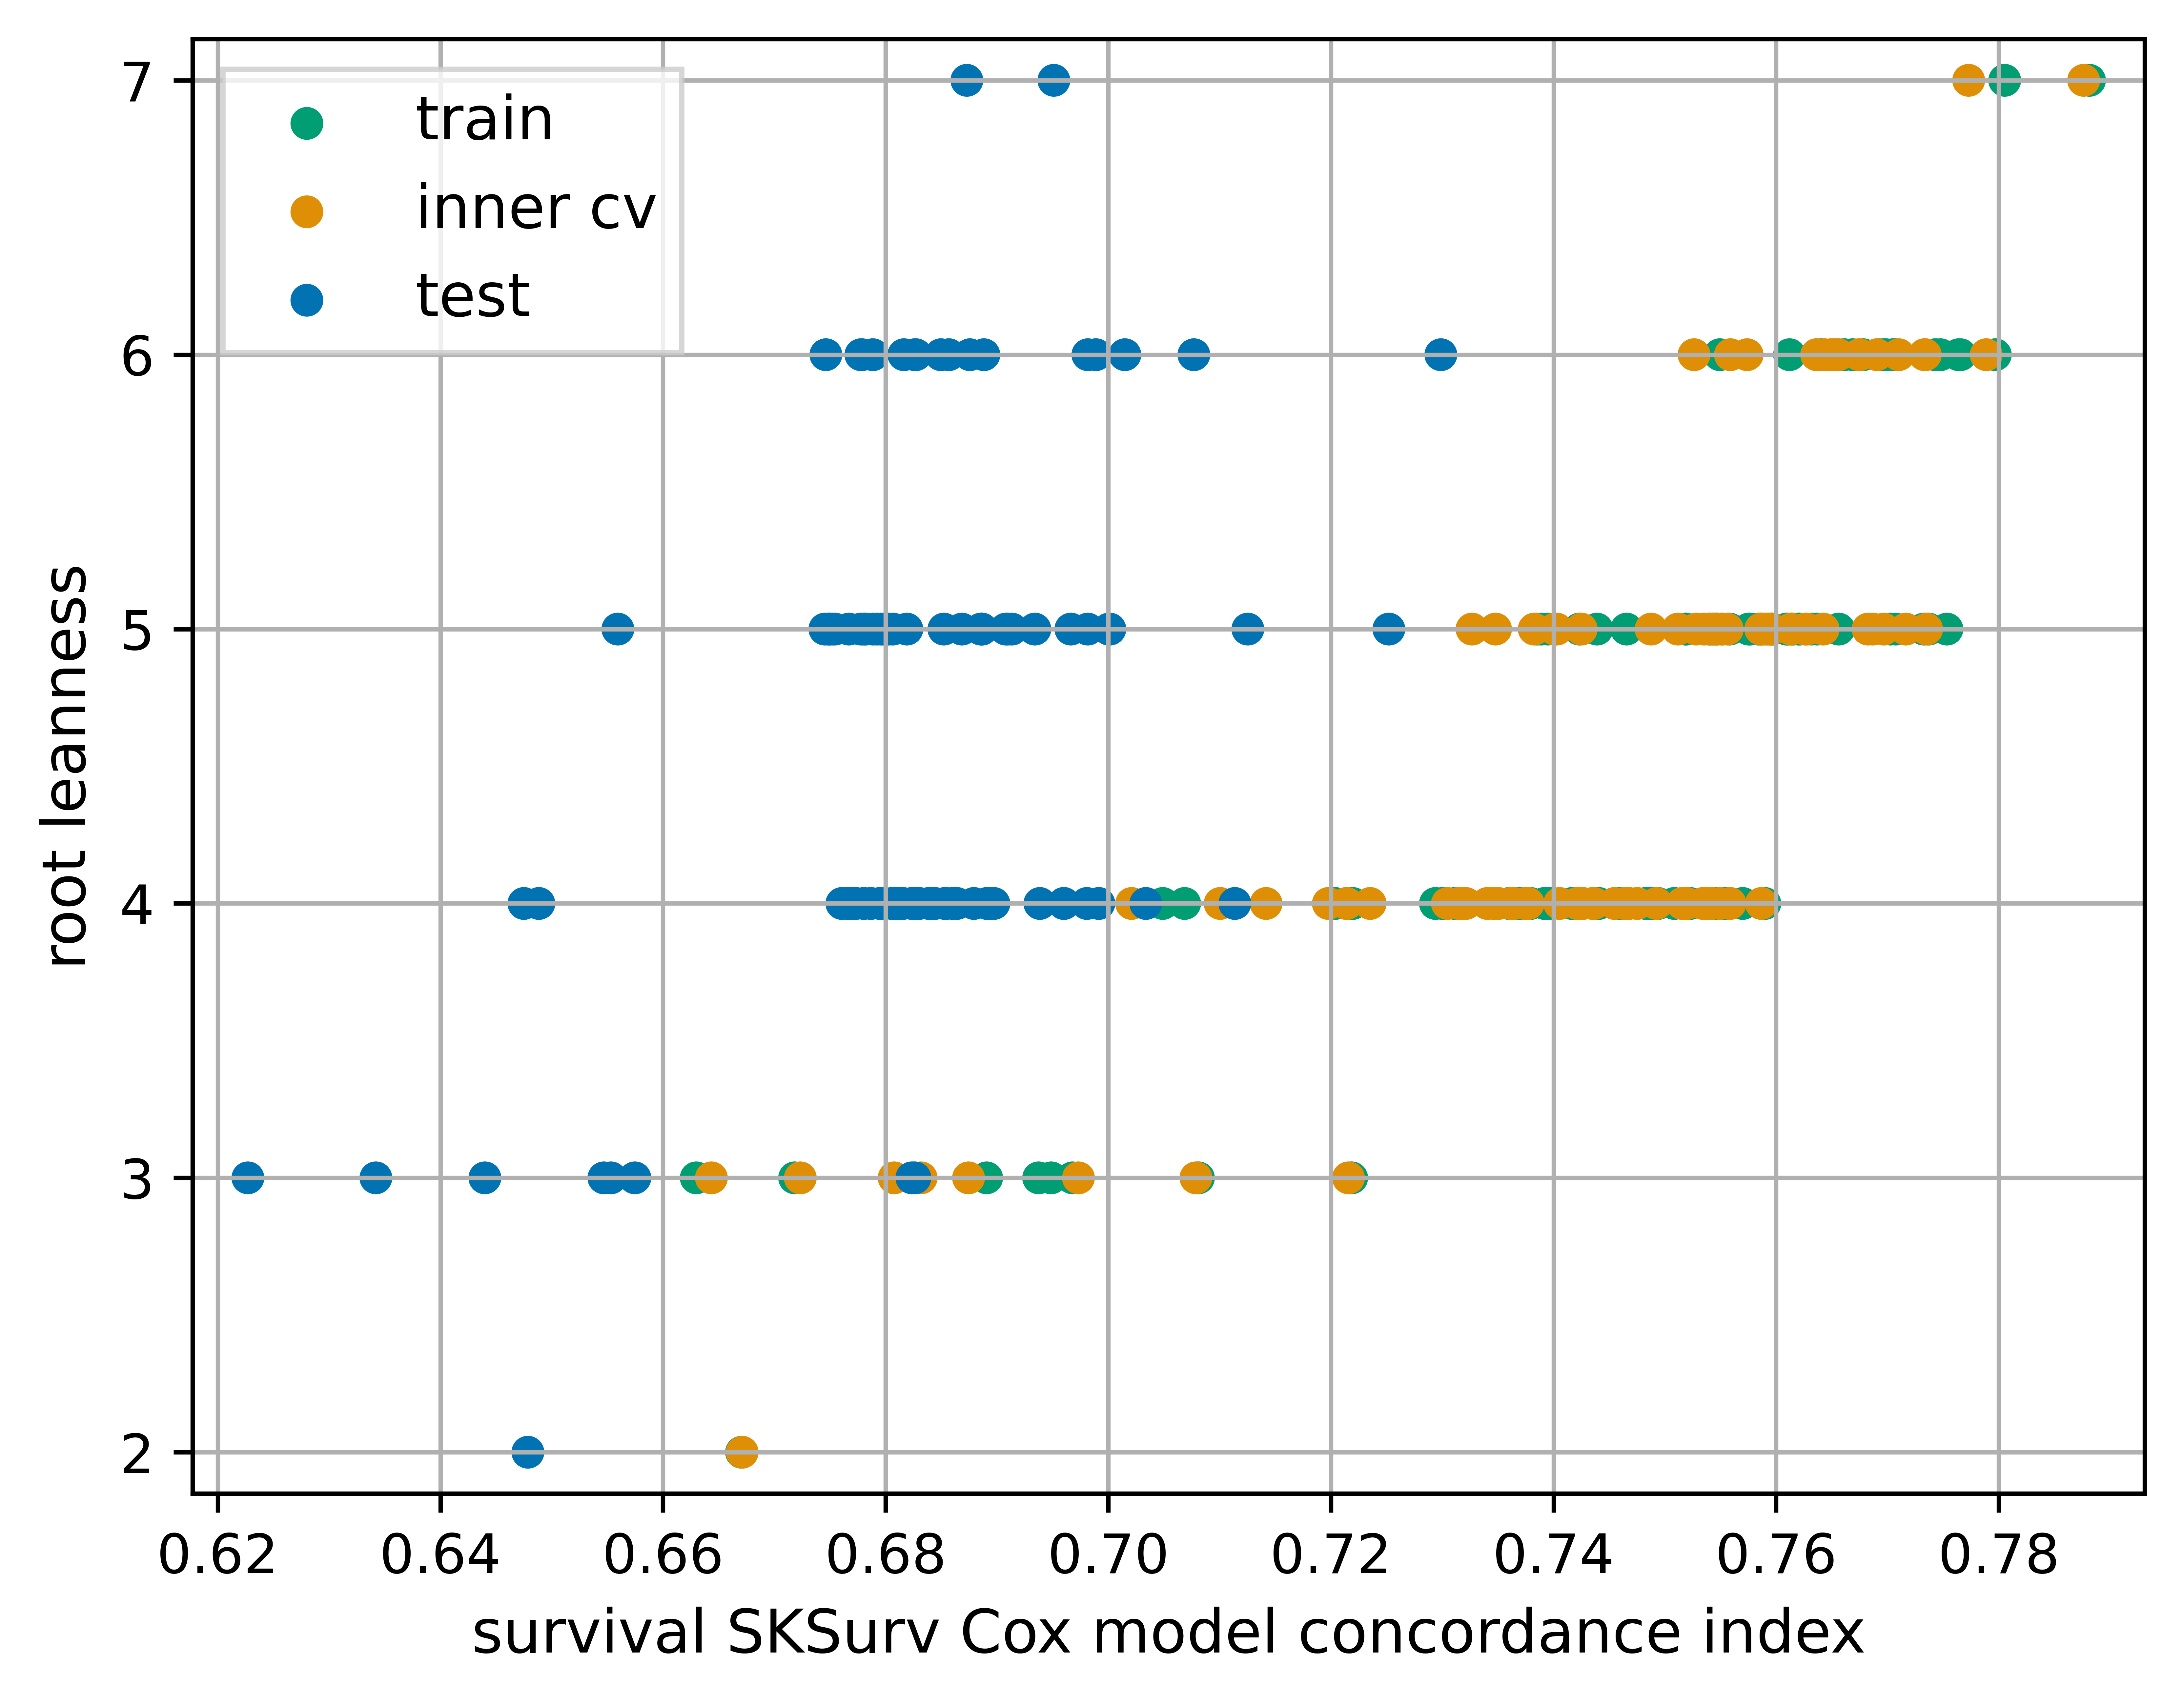 7
6
5
4
3
2
root leanness
train
inner cv
test
0.62 0.64 0.66 0.68 0.70 0.72 0.74 0.76 0.78
survival SKSurv Cox model concordance index